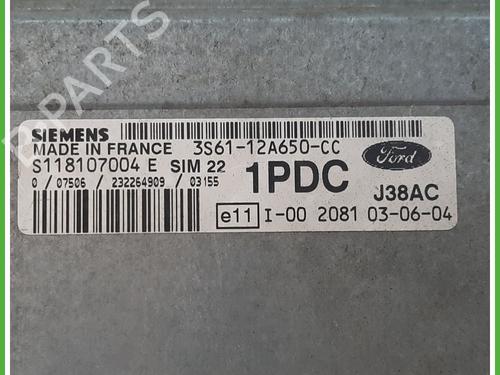 B PARTS
SIEMENS
MADE IN FRANCE 3S61-12A650-CC
S118107004 E SIM 22
0 / 07506 / 232264909 / 03155
1PDC
Ford
J38AC
e11 I-00 2081 03-06-04